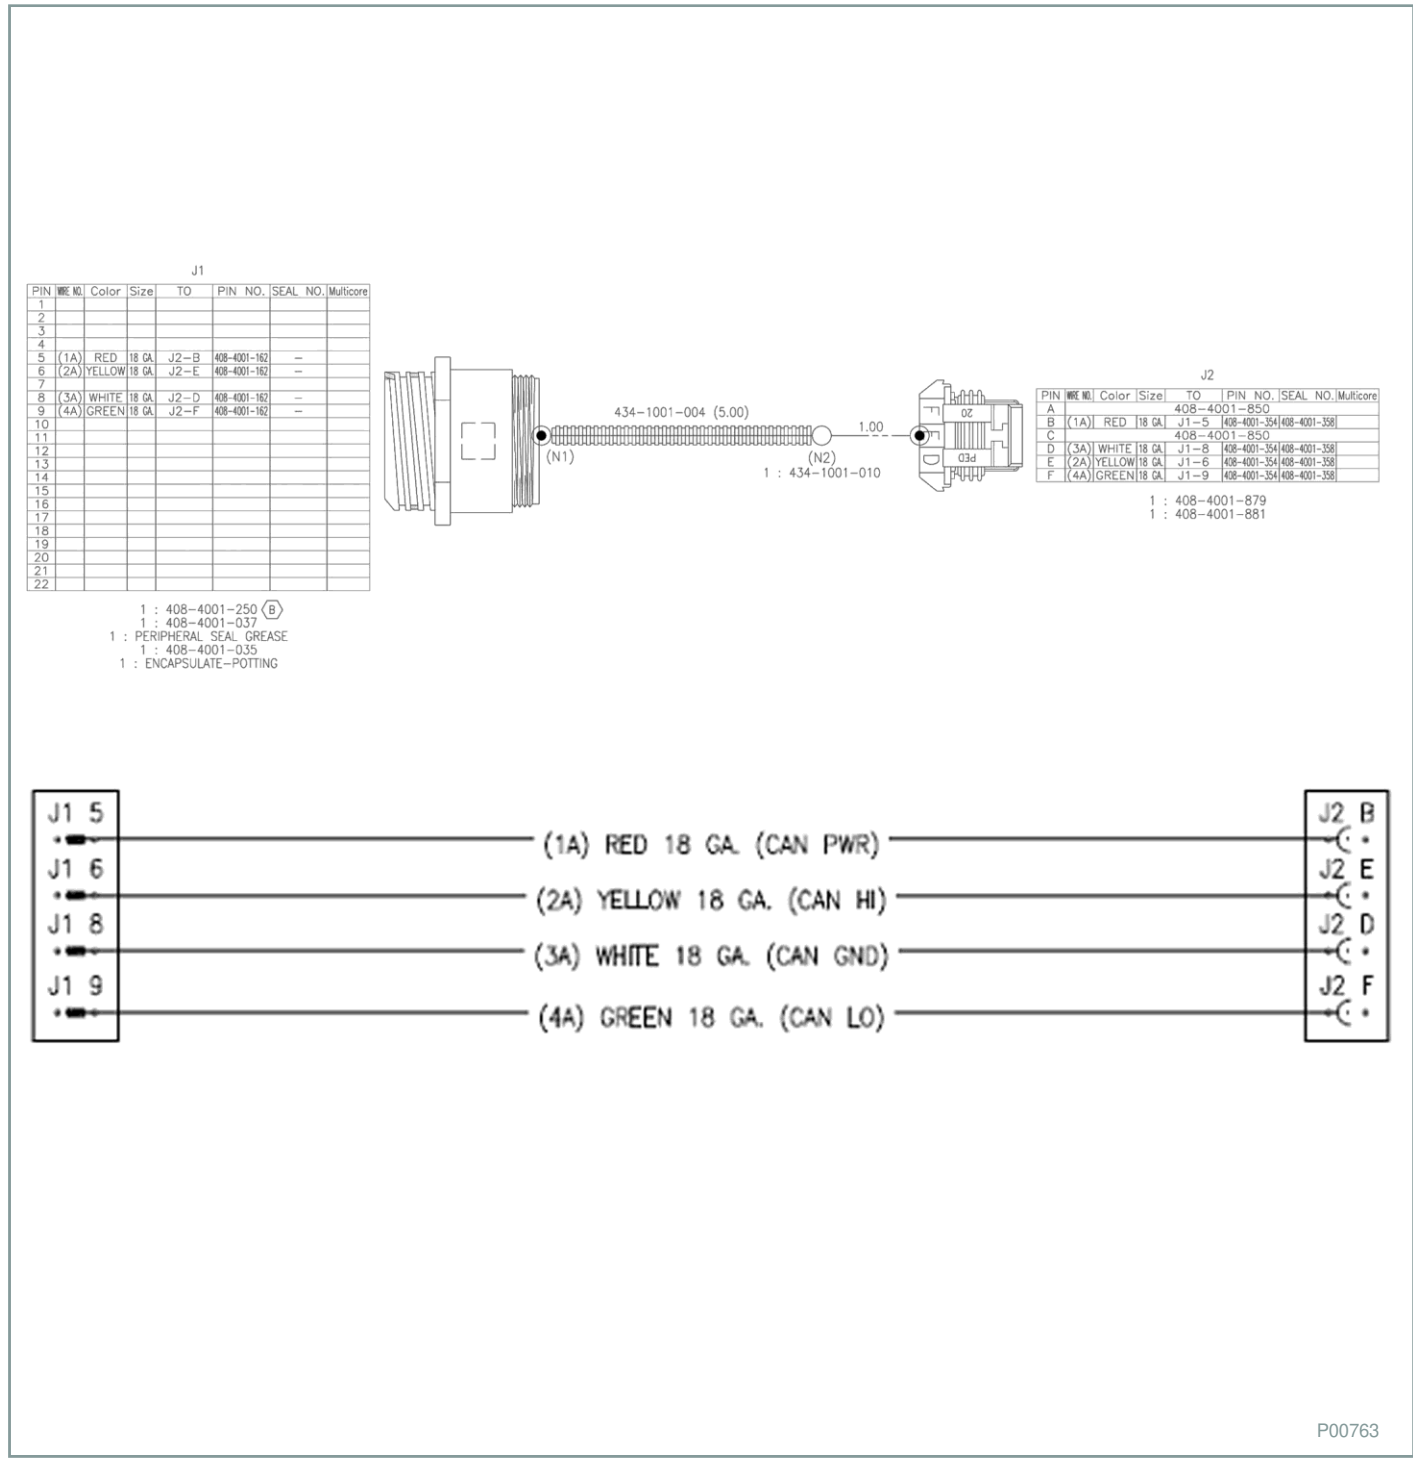 J1
PIN WIRE NO. Color Size TO PIN NO. SEAL NO. Multicore
1
2
3
4
5 (1A) RED 18 GA. J2-B 408-4001-162 -
6 (2A) YELLOW 18 GA. J2-E 408-4001-162 -
7
8 (3A) WHITE 18 GA. J2-D 408-4001-162 -
9 (4A) GREEN 18 GA. J2-F 408-4001-162 -
10
11
12
13
14
15
16
17
18
19
20
21
22
1 : 408-4001-250 B
1 : 408-4001-037
1 : PERIPHERAL SEAL GREASE
1 : 408-4001-035
1 : ENCAPSULATE-POTTING
434-1001-004 (5.00)
(N1)
(N2)
1 : 434-1001-010
1.00
F
20
E
D
PED
J2
PIN WIRE NO. Color Size TO PIN NO. SEAL NO. Multicore
A 408-4001-850
B (1A) RED 18 GA. J1-5 408-4001-354 408-4001-358
C 408-4001-850
D (3A) WHITE 18 GA. J1-8 408-4001-354 408-4001-358
E (2A) YELLOW 18 GA. J1-6 408-4001-354 408-4001-358
F (4A) GREEN 18 GA. J1-9 408-4001-354 408-4001-358
1 : 408-4001-879
1 : 408-4001-881
J1 5 (1A) RED 18 GA. (CAN PWR) J2 B
J1 6 (2A) YELLOW 18 GA. (CAN HI) J2 E
J1 8 (3A) WHITE 18 GA. (CAN GND) J2 D
J1 9 (4A) GREEN 18 GA. (CAN LO) J2 F
P00763